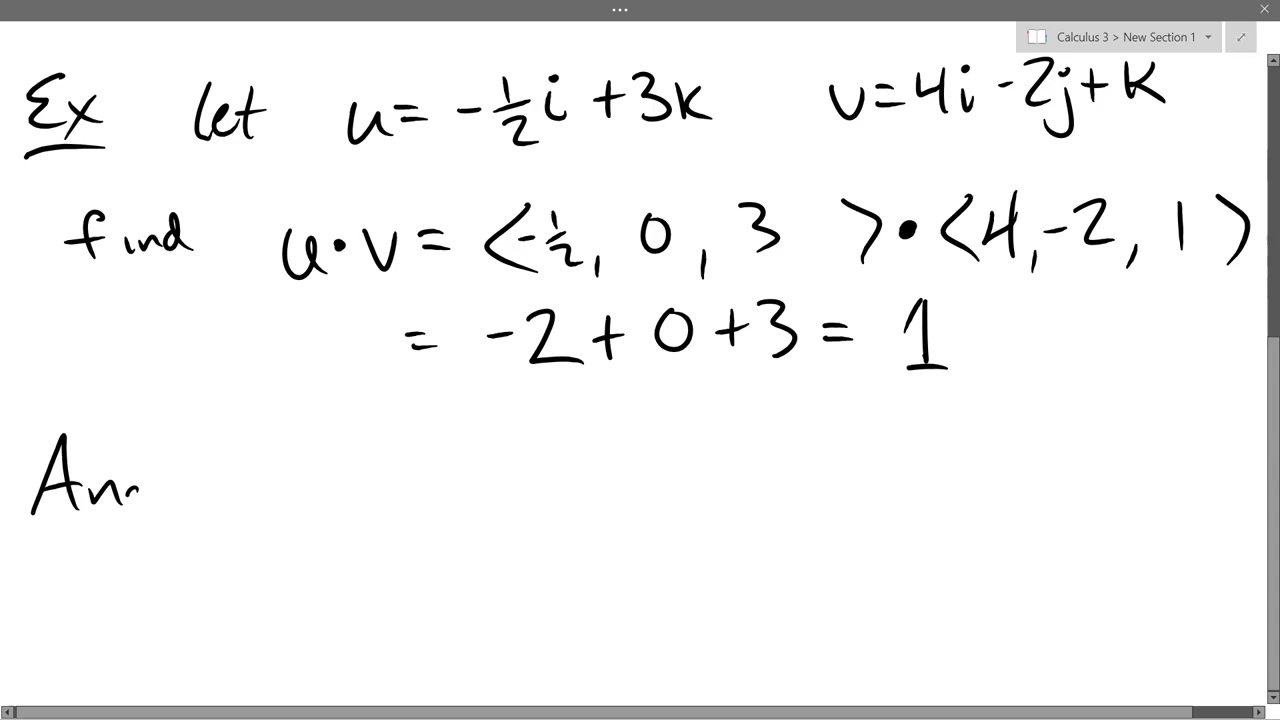 Calculus 3 > New Section 1
Ex let u = -½i + 3k v = 4i - 2j + k
find u • v = < -½, 0, 3 > • < 4, -2, 1 >
= -2 + 0 + 3 = 1